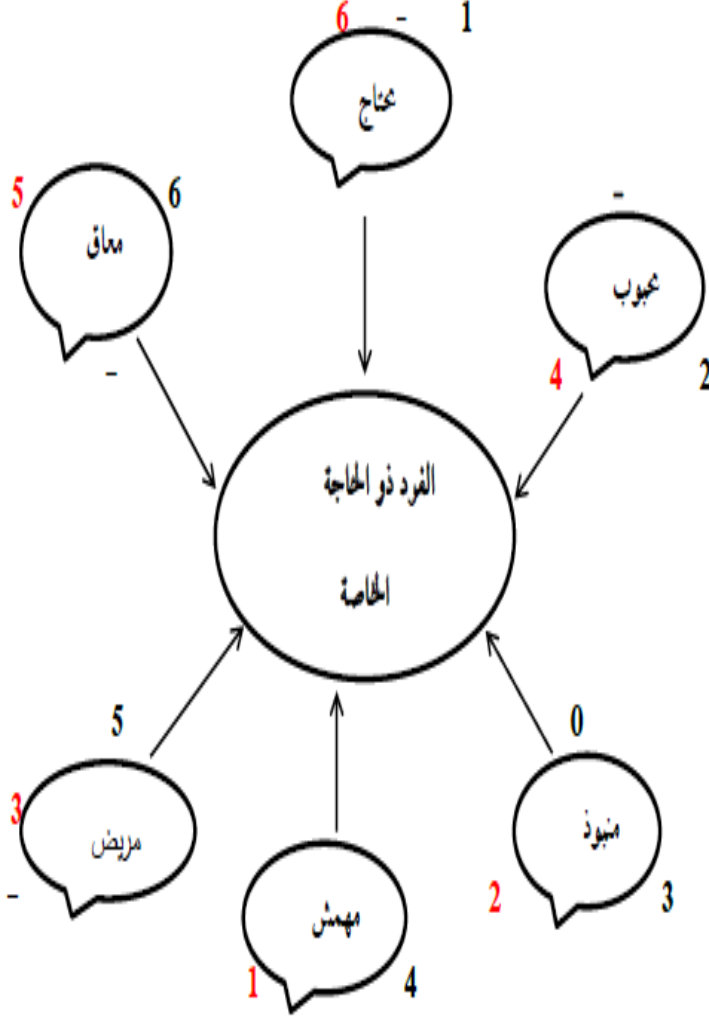 6 – 1
محتاج
5 6
معاق
–
–
محبوب
4 2
الفرد ذو الحاجة
الخاصة
5
3
مريض
–
0
منبوذ
2 3
مهمش
1 4